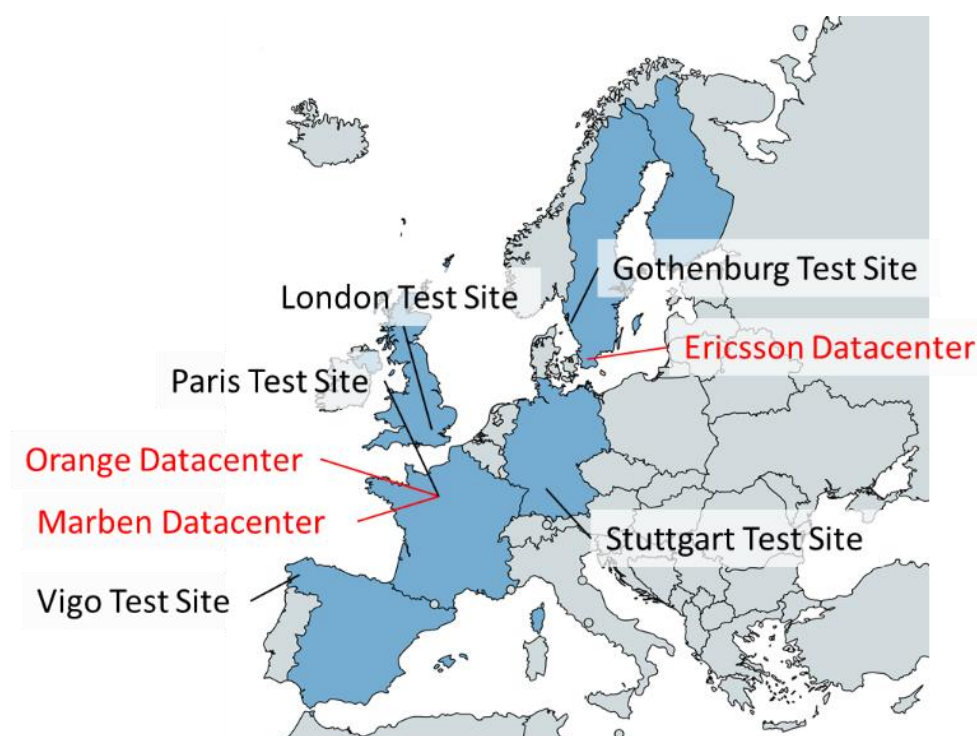 Gothenburg Test Site
London Test Site
Ericsson Datacenter
Paris Test Site
Orange Datacenter
Marben Datacenter
Stuttgart Test Site
Vigo Test Site